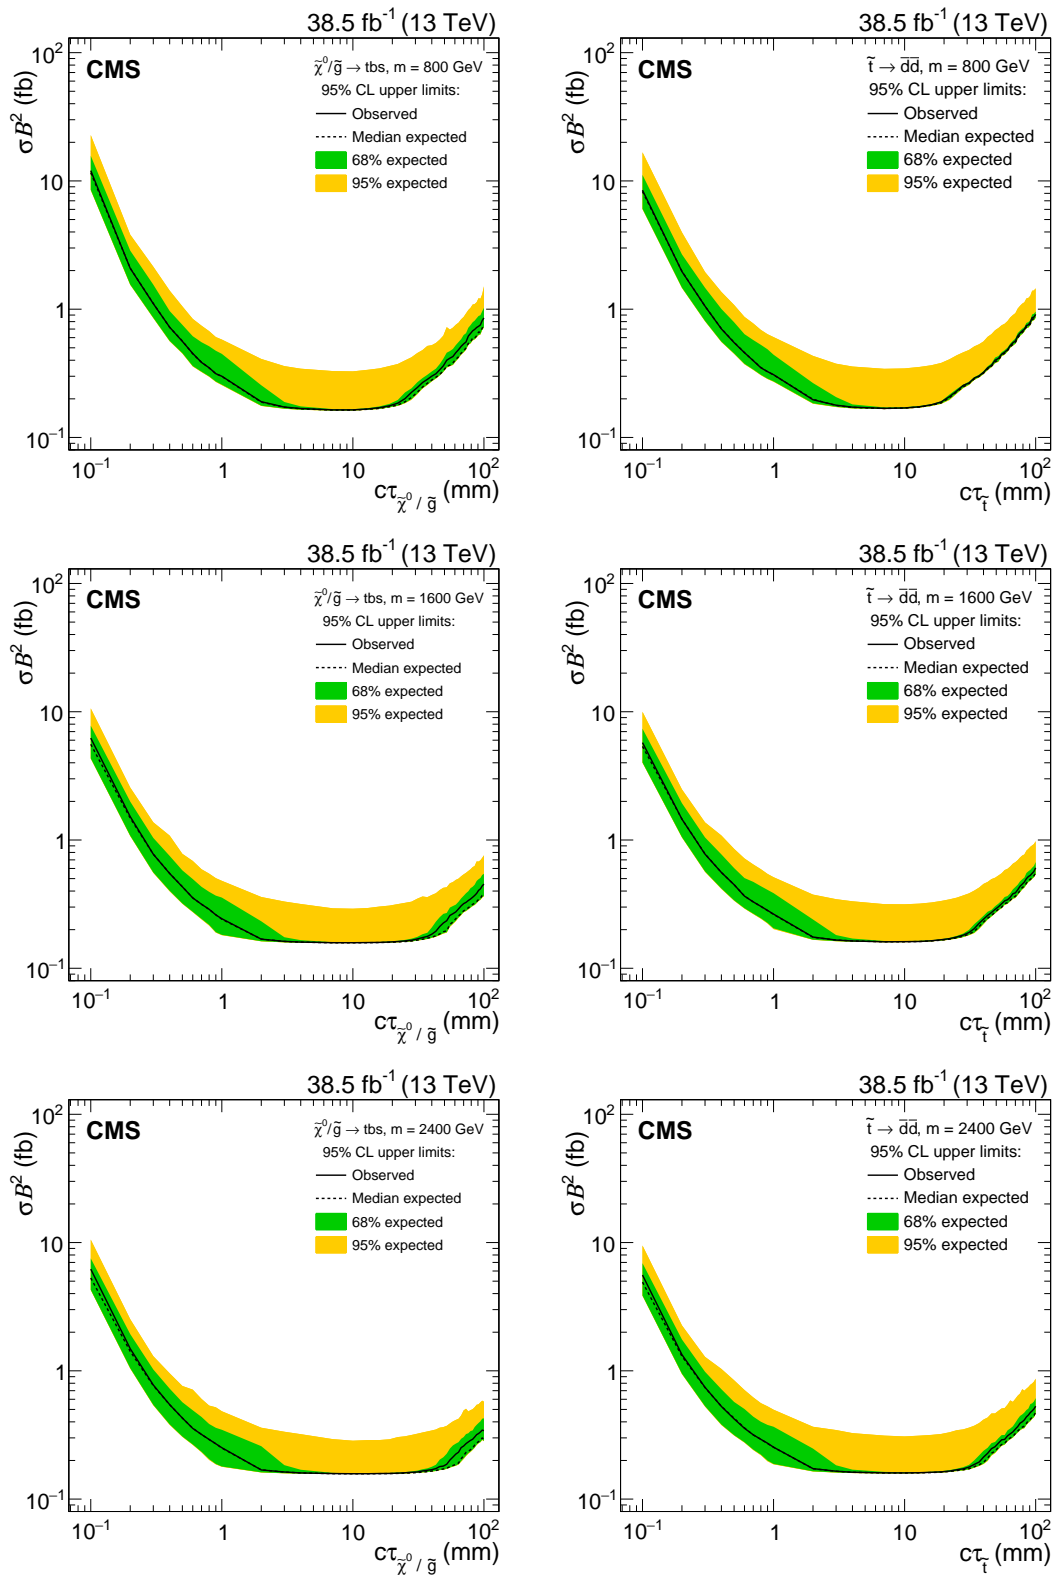 38.5 fb⁻¹ (13 TeV)
CMS
χ̃⁰/g̃ → tbs, m = 800 GeV
95% CL upper limits:
Observed
Median expected
68% expected
95% expected
σB² (fb)
10²
10
1
10⁻¹
10⁻¹ 1 10 10²
cτ χ̃⁰ / g̃ (mm)
38.5 fb⁻¹ (13 TeV)
CMS
t̃ → d̄d̄, m = 800 GeV
95% CL upper limits:
Observed
Median expected
68% expected
95% expected
σB² (fb)
10²
10
1
10⁻¹
10⁻¹ 1 10 10²
cτ t̃ (mm)
38.5 fb⁻¹ (13 TeV)
CMS
χ̃⁰/g̃ → tbs, m = 1600 GeV
95% CL upper limits:
Observed
Median expected
68% expected
95% expected
σB² (fb)
10²
10
1
10⁻¹
10⁻¹ 1 10 10²
cτ χ̃⁰ / g̃ (mm)
38.5 fb⁻¹ (13 TeV)
CMS
t̃ → d̄d̄, m = 1600 GeV
95% CL upper limits:
Observed
Median expected
68% expected
95% expected
σB² (fb)
10²
10
1
10⁻¹
10⁻¹ 1 10 10²
cτ t̃ (mm)
38.5 fb⁻¹ (13 TeV)
CMS
χ̃⁰/g̃ → tbs, m = 2400 GeV
95% CL upper limits:
Observed
Median expected
68% expected
95% expected
σB² (fb)
10²
10
1
10⁻¹
10⁻¹ 1 10 10²
cτ χ̃⁰ / g̃ (mm)
38.5 fb⁻¹ (13 TeV)
CMS
t̃ → d̄d̄, m = 2400 GeV
95% CL upper limits:
Observed
Median expected
68% expected
95% expected
σB² (fb)
10²
10
1
10⁻¹
10⁻¹ 1 10 10²
cτ t̃ (mm)